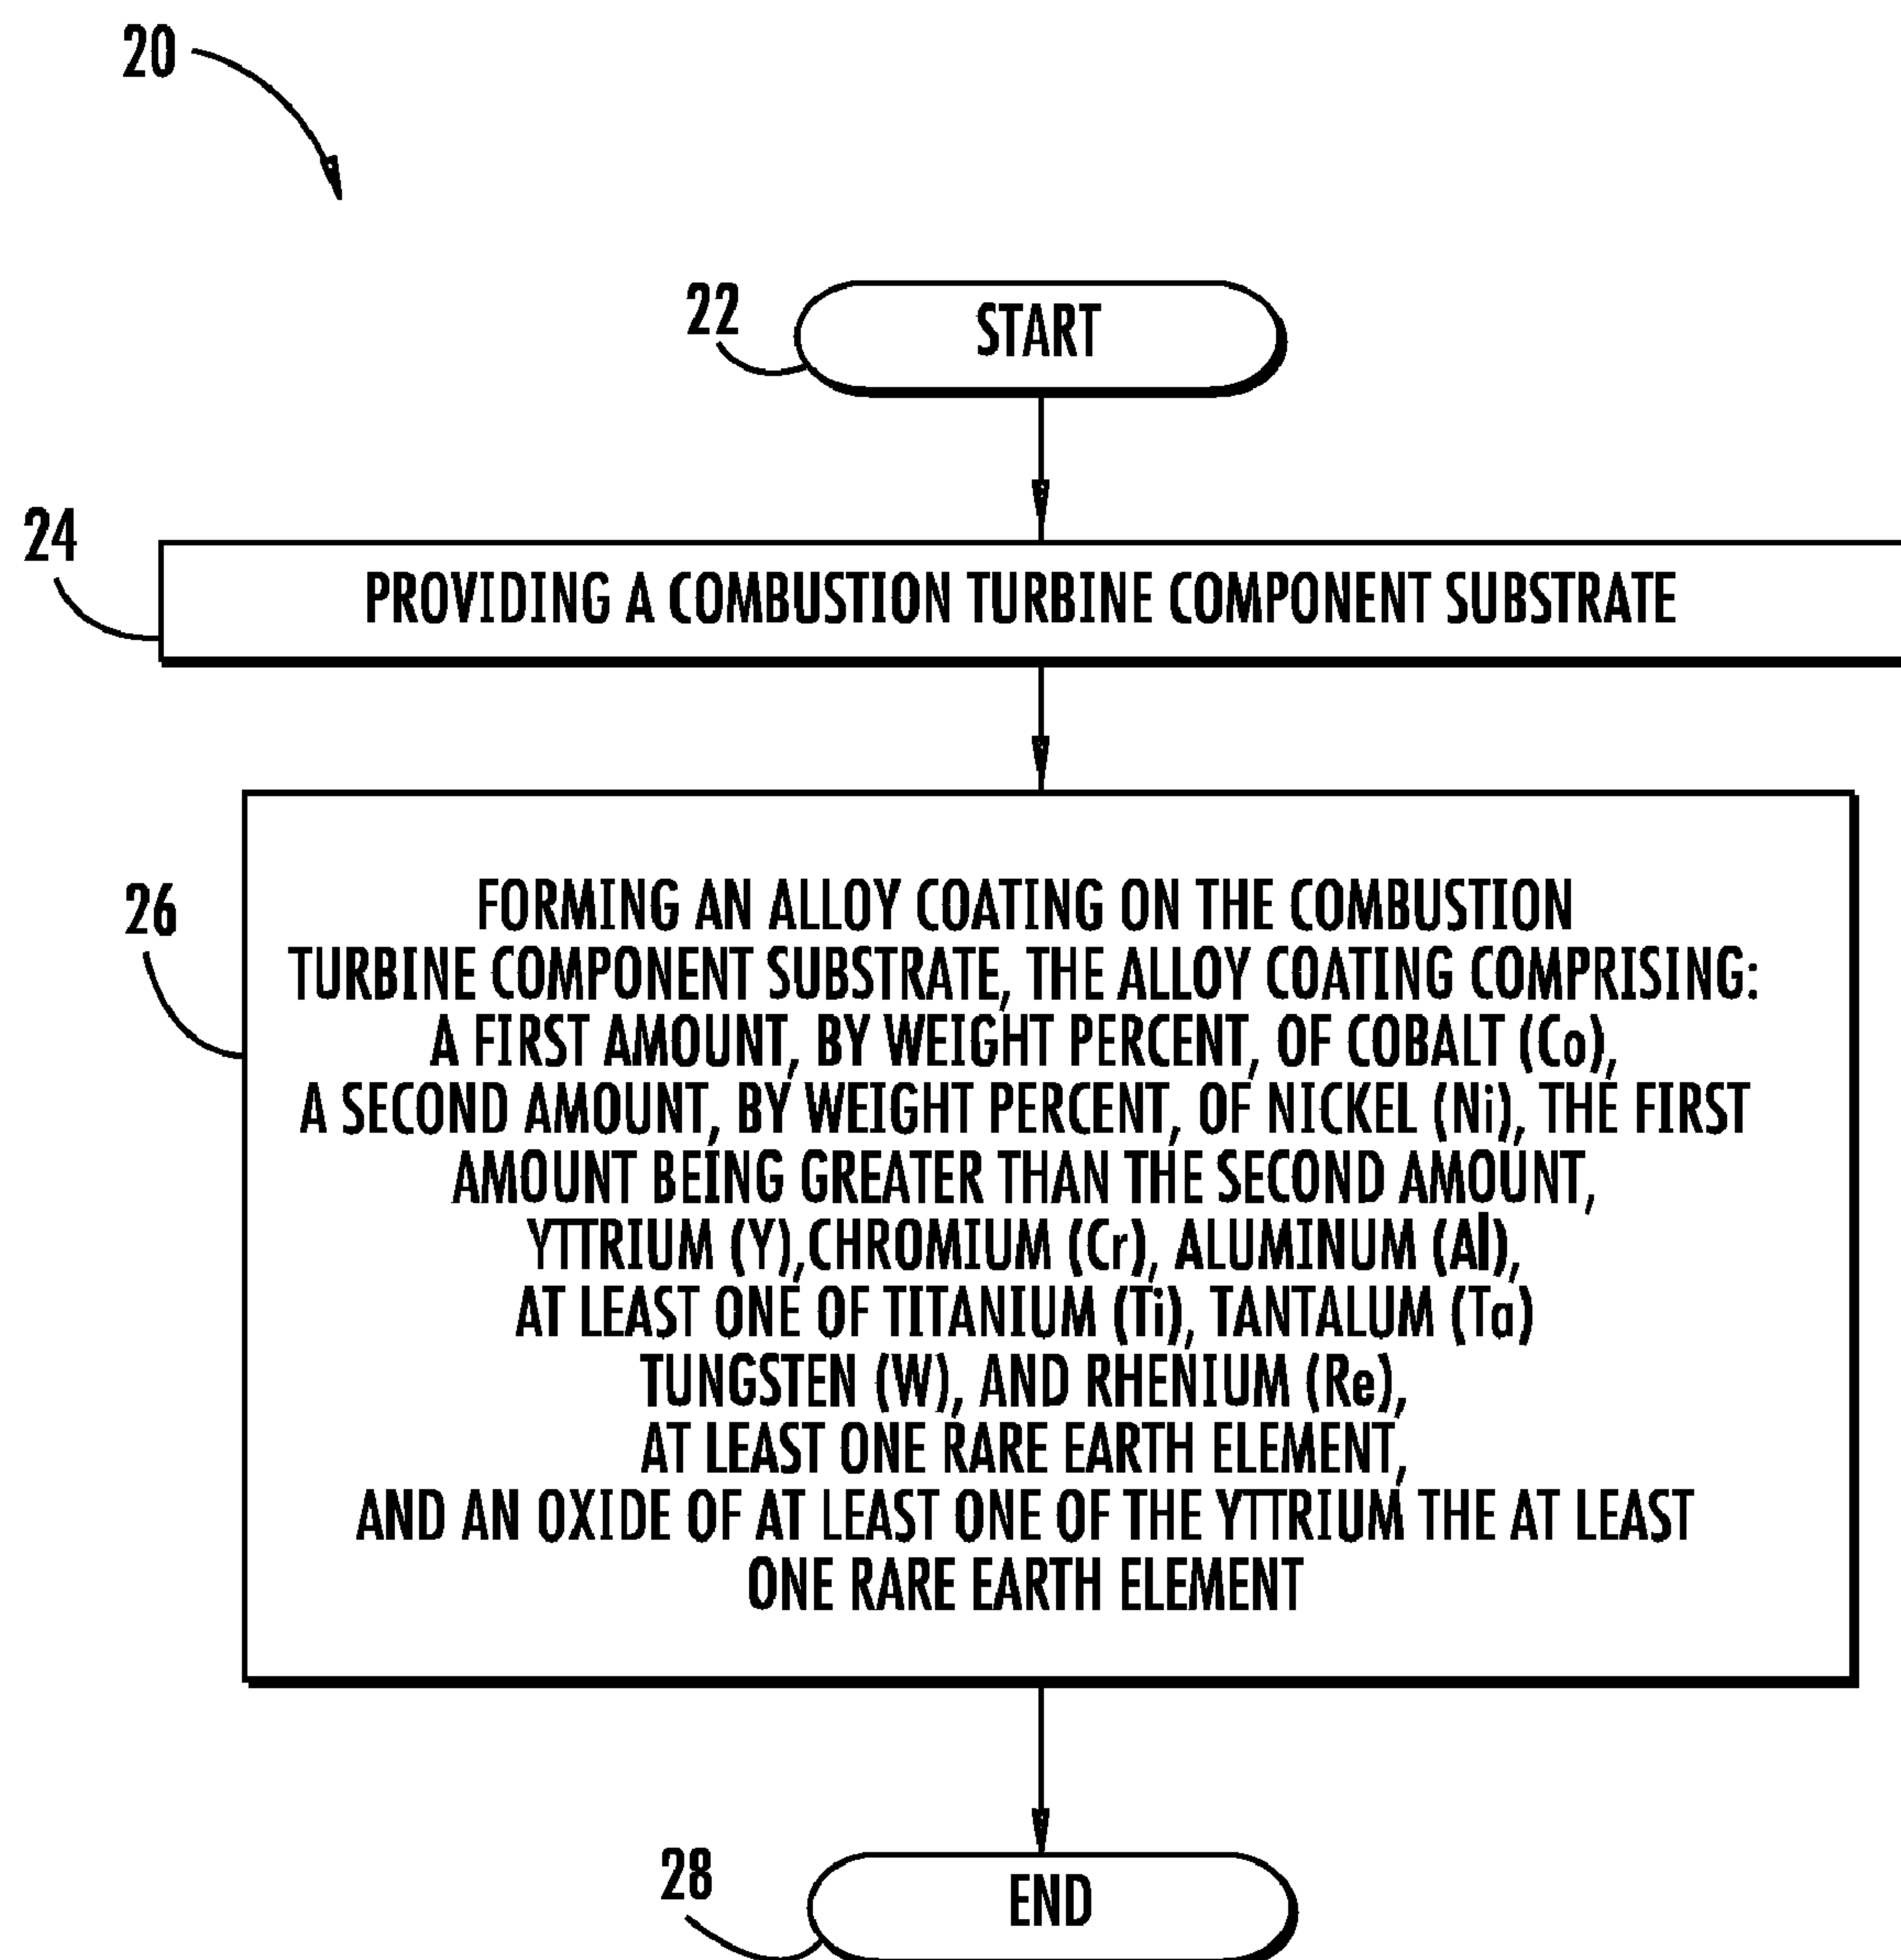 20
22
START
24
PROVIDING A COMBUSTION TURBINE COMPONENT SUBSTRATE
26
FORMING AN ALLOY COATING ON THE COMBUSTION
TURBINE COMPONENT SUBSTRATE, THE ALLOY COATING COMPRISING:
A FIRST AMOUNT, BY WEIGHT PERCENT, OF COBALT (Co),
A SECOND AMOUNT, BY WEIGHT PERCENT, OF NICKEL (Ni), THE FIRST
AMOUNT BEING GREATER THAN THE SECOND AMOUNT,
YTTRIUM (Y),CHROMIUM (Cr), ALUMINUM (Al),
AT LEAST ONE OF TITANIUM (Ti), TANTALUM (Ta)
TUNGSTEN (W), AND RHENIUM (Re),
AT LEAST ONE RARE EARTH ELEMENT,
AND AN OXIDE OF AT LEAST ONE OF THE YTTRIUM THE AT LEAST
ONE RARE EARTH ELEMENT
28
END